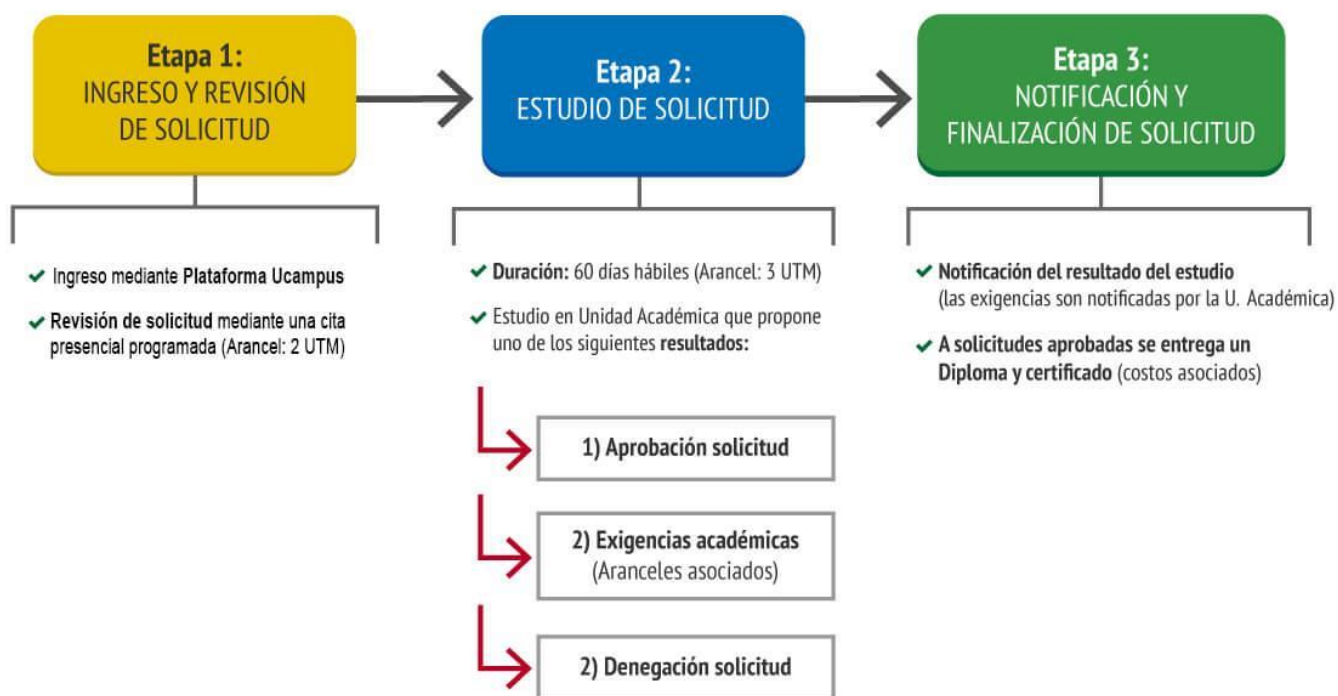 Etapa 1:
INGRESO Y REVISIÓN
DE SOLICITUD
Ingreso mediante Plataforma Ucampus
Revisión de solicitud mediante una cita
presencial programada (Arancel: 2 UTM)
Etapa 2:
ESTUDIO DE SOLICITUD
Duración: 60 días hábiles (Arancel: 3 UTM)
Estudio en Unidad Académica que propone
uno de los siguientes resultados:
1) Aprobación solicitud
2) Exigencias académicas
(Aranceles asociados)
2) Denegación solicitud
Etapa 3:
NOTIFICACIÓN Y
FINALIZACIÓN DE SOLICITUD
Notificación del resultado del estudio
(las exigencias son notificadas por la U. Académica)
A solicitudes aprobadas se entrega un
Diploma y certificado (costos asociados)